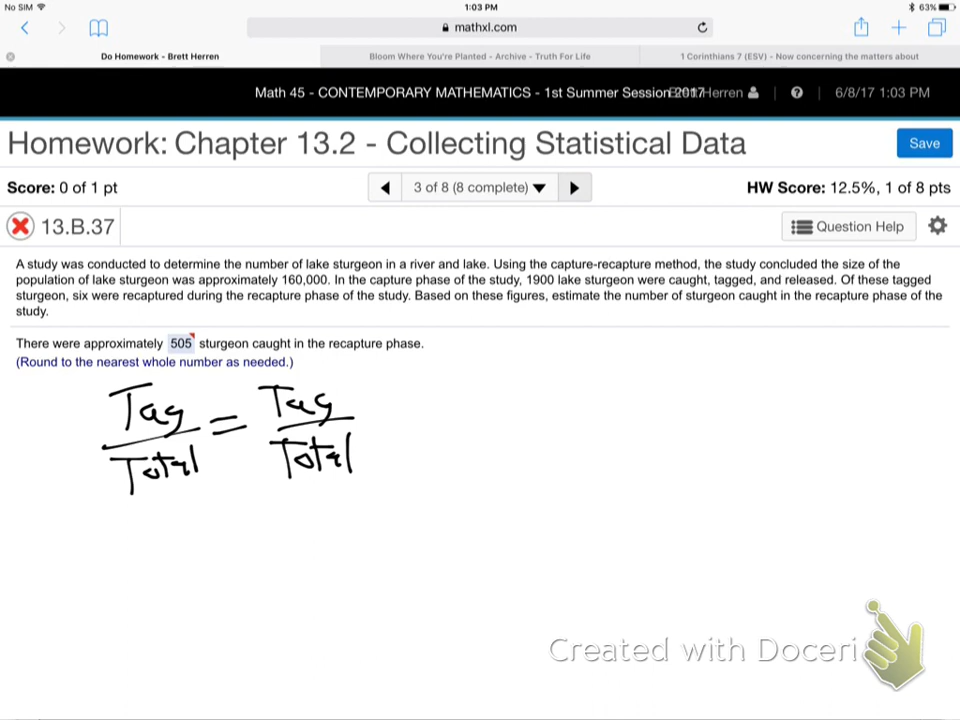 No SIM 1:03 PM 63%
mathxl.com
Do Homework - Brett Herren Bloom Where You're Planted - Archive - Truth For Life 1 Corinthians 7 (ESV) - Now concerning the matters about
Math 45 - CONTEMPORARY MATHEMATICS - 1st Summer Session 2017 Herren 6/8/17 1:03 PM
Homework: Chapter 13.2 - Collecting Statistical Data Save
Score: 0 of 1 pt 3 of 8 (8 complete) HW Score: 12.5%, 1 of 8 pts
13.B.37 Question Help
A study was conducted to determine the number of lake sturgeon in a river and lake. Using the capture-recapture method, the study concluded the size of the
population of lake sturgeon was approximately 160,000. In the capture phase of the study, 1900 lake sturgeon were caught, tagged, and released. Of these tagged
sturgeon, six were recaptured during the recapture phase of the study. Based on these figures, estimate the number of sturgeon caught in the recapture phase of the
study.
There were approximately 505 sturgeon caught in the recapture phase.
(Round to the nearest whole number as needed.)
Tag = Tag
Total Total
Created with Doceri